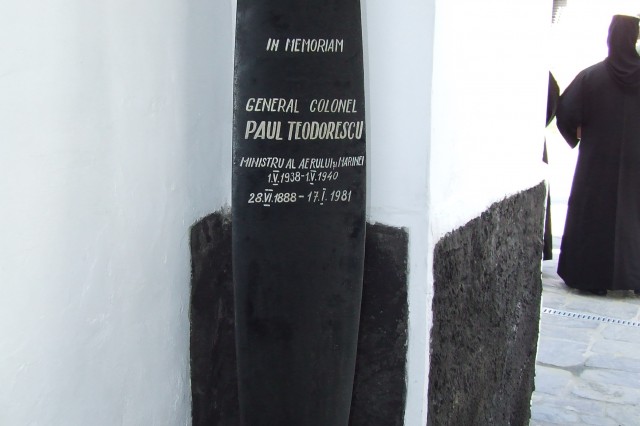 IN MEMORIAM
GENERAL COLONEL
PAUL TEODORESCU
MINISTRU AL AERULUI ȘI MARINEI
1.V.1938-1.V.1940
28.VI.1888 - 17.I.1981